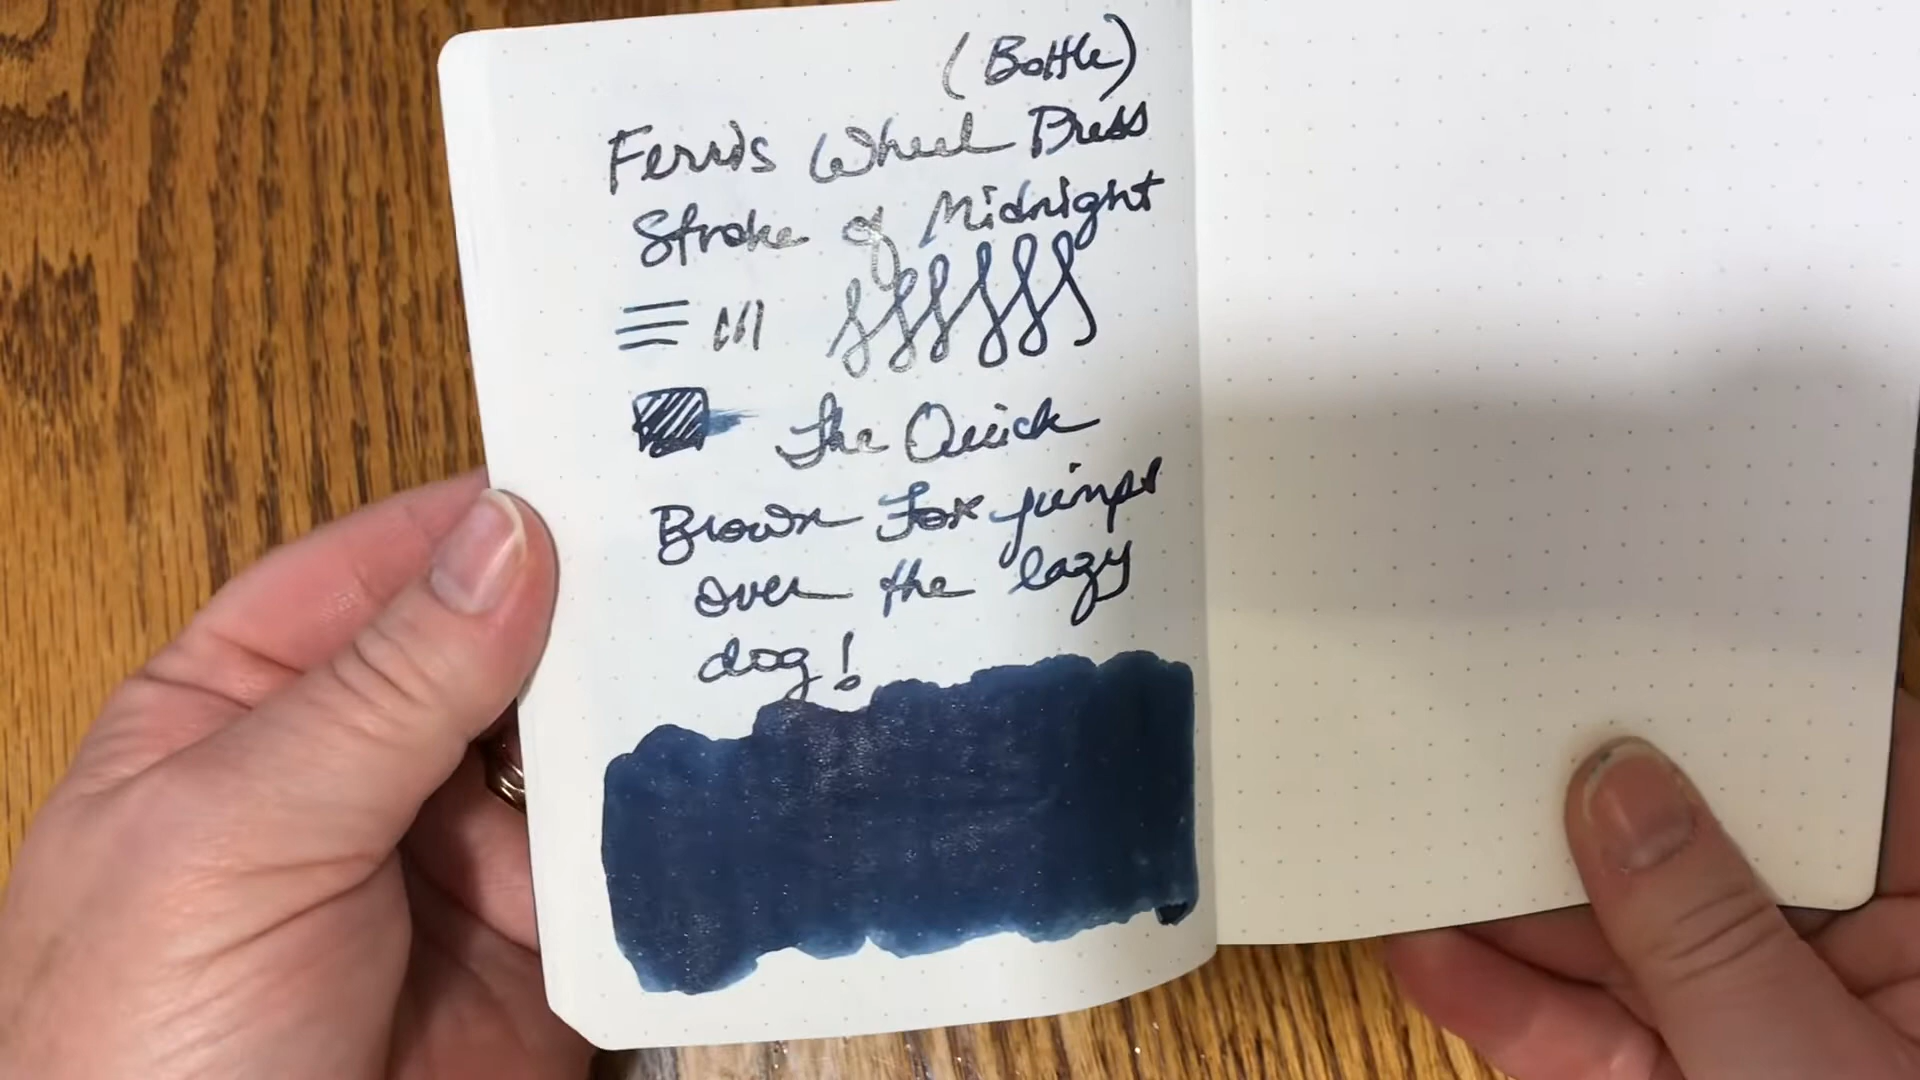 (Bottle)
Ferris Wheel Press
Stroke of Midnight
The Quick
Brown Fox jumps
over the lazy
dog!